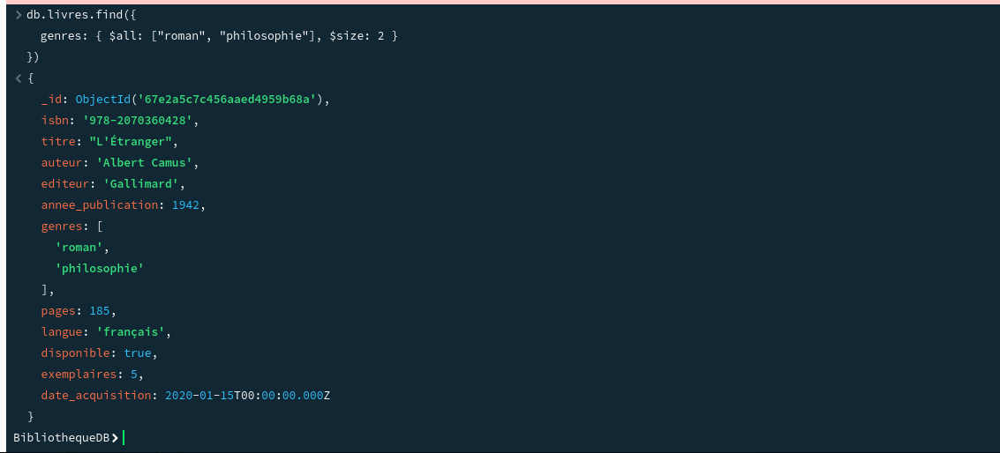 > db.livres.find({
genres: { $all: ["roman", "philosophie"], $size: 2 }
})
< {
_id: ObjectId('67e2a5c7c456aaed4959b68a'),
isbn: '978-2070360428',
titre: "L'Étranger",
auteur: 'Albert Camus',
editeur: 'Gallimard',
annee_publication: 1942,
genres: [
'roman',
'philosophie'
],
pages: 185,
langue: 'français',
disponible: true,
exemplaires: 5,
date_acquisition: 2020-01-15T00:00:00.000Z
}
BibliothequeDB>